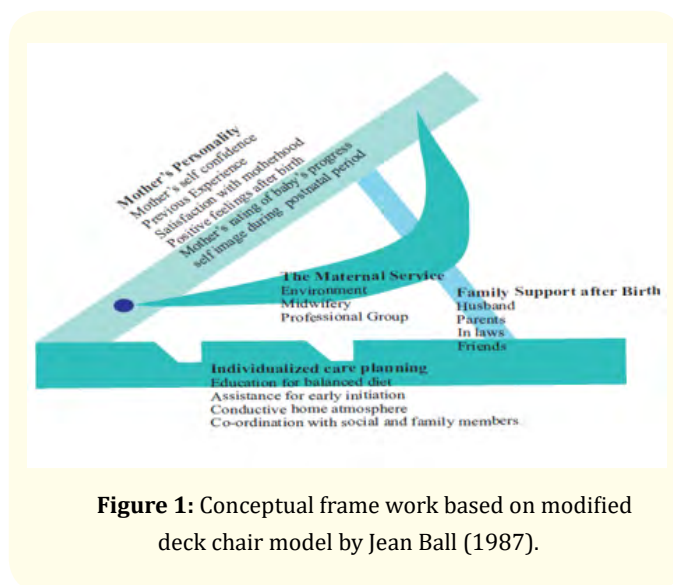 Mother's Personality
Mother's self confidence
Previous Experience
Satisfaction with motherhood
Positive feelings after birth
Mother's rating of baby's progress
self image during postnatal period
The Maternal Service
Environment
Midwifery
Professional Group
Family Support after Birth
Husband
Parents
In laws
Friends
Individualized care planning
Education for balanced diet
Assistance for early initiation
Conductive home atmosphere
Co-ordination with social and family members
Figure 1: Conceptual frame work based on modified
deck chair model by Jean Ball (1987).